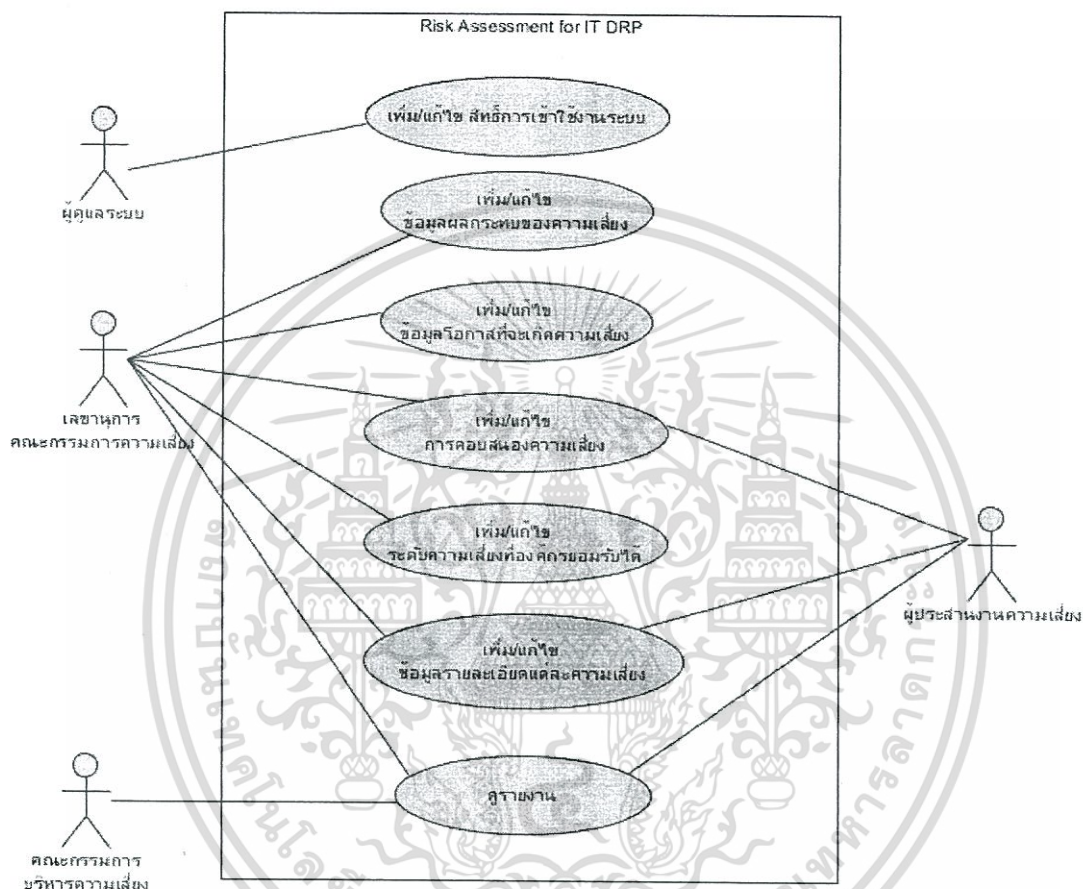 Risk Assessment for IT DRP
เพิ่ม/แก้ไข สิทธิ์การเข้าใช้งานระบบ
ผู้ดูแลระบบ
เพิ่ม/แก้ไข
ข้อมูลผลกระทบของความเสี่ยง
เพิ่ม/แก้ไข
ข้อมูลโอกาสที่จะเกิดความเสี่ยง
เลขานุการ
คณะกรรมการความเสี่ยง
เพิ่ม/แก้ไข
การตอบสนองความเสี่ยง
เพิ่ม/แก้ไข
ระดับความเสี่ยงที่องค์กรยอมรับได้
ผู้ประสานงานความเสี่ยง
เพิ่ม/แก้ไข
ข้อมูลรายละเอียดแต่ละความเสี่ยง
ดูรายงาน
คณะกรรมการ
บริหารความเสี่ยง